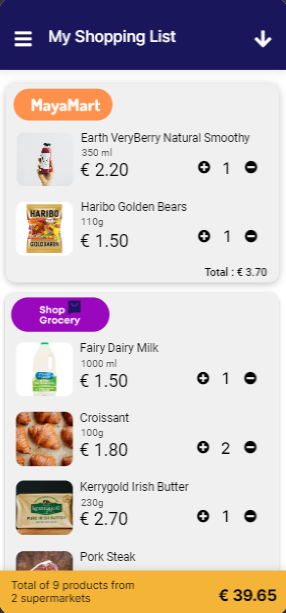 My Shopping List
MayaMart
Earth VeryBerry Natural Smoothy
350 ml
€ 2.20
1
HARIBO
GOLDBÄREN
Haribo Golden Bears
110g
€ 1.50
1
Total : € 3.70
Shop
Grocery
Fairy Dairy Milk
1000 ml
€ 1.50
1
Croissant
100g
€ 1.80
2
KERRYGOLD
PURE IRISH BUTTER
Kerrygold Irish Butter
230g
€ 2.70
1
Pork Steak
Total of 9 products from
2 supermarkets
€ 39.65